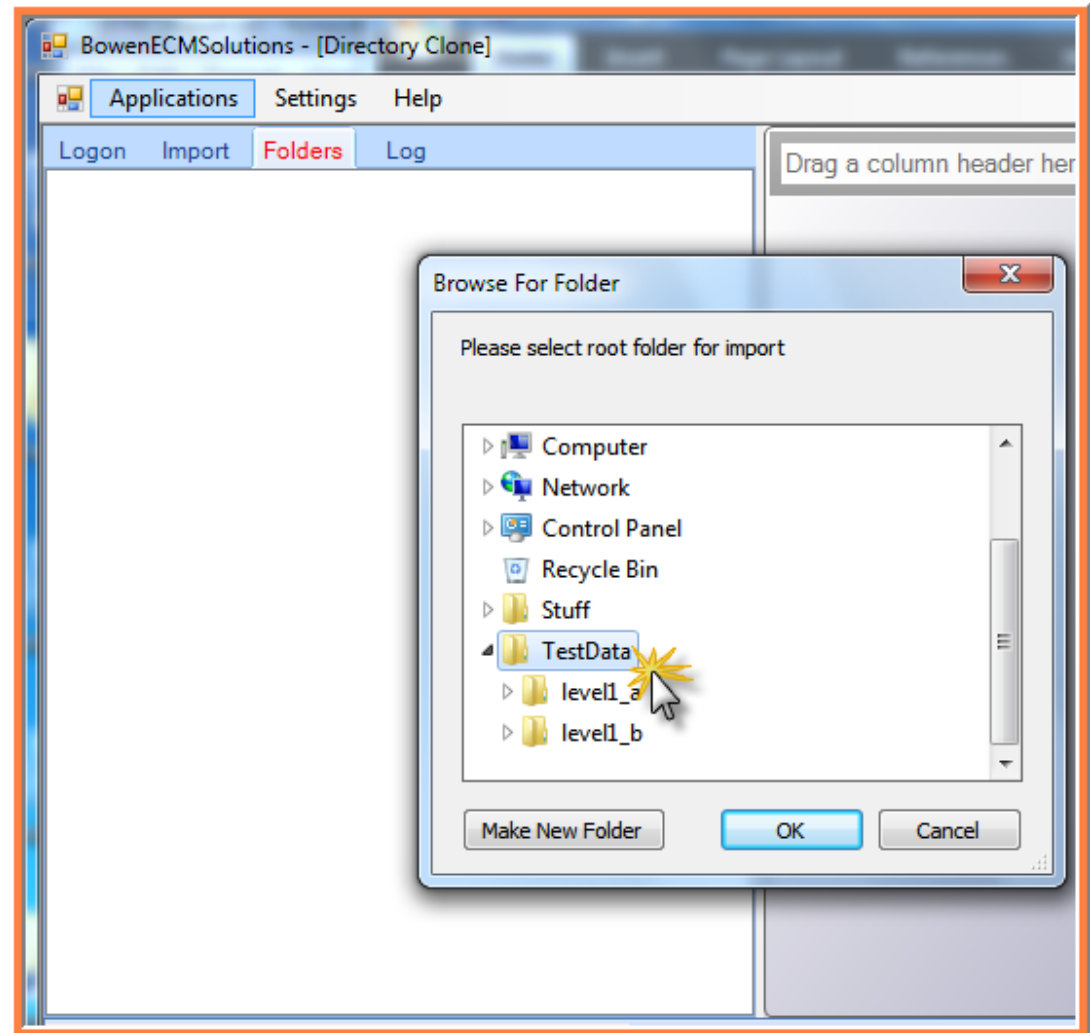 BowenECMSolutions - [Directory Clone]
Applications Settings Help
Logon Import Folders Log
Drag a column header her
Browse For Folder
Please select root folder for import
Computer
Network
Control Panel
Recycle Bin
Stuff
TestData
level1_a
level1_b
Make New Folder OK Cancel